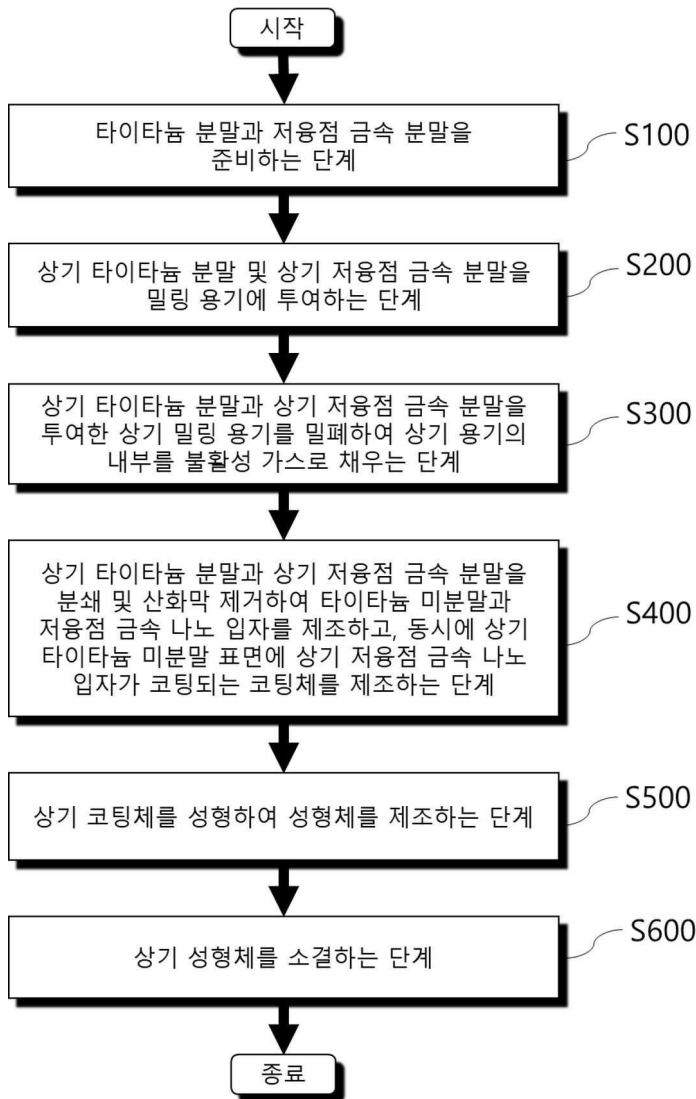 시작
타이타늄 분말과 저융점 금속 분말을
준비하는 단계
S100
상기 타이타늄 분말 및 상기 저융점 금속 분말을
밀링 용기에 투여하는 단계
S200
상기 타이타늄 분말과 상기 저융점 금속 분말을
투여한 상기 밀링 용기를 밀폐하여 상기 용기의
내부를 불활성 가스로 채우는 단계
S300
상기 타이타늄 분말과 상기 저융점 금속 분말을
분쇄 및 산화막 제거하여 타이타늄 미분말과
저융점 금속 나노 입자를 제조하고, 동시에 상기
타이타늄 미분말 표면에 상기 저융점 금속 나노
입자가 코팅되는 코팅체를 제조하는 단계
S400
상기 코팅체를 성형하여 성형체를 제조하는 단계
S500
상기 성형체를 소결하는 단계
S600
종료